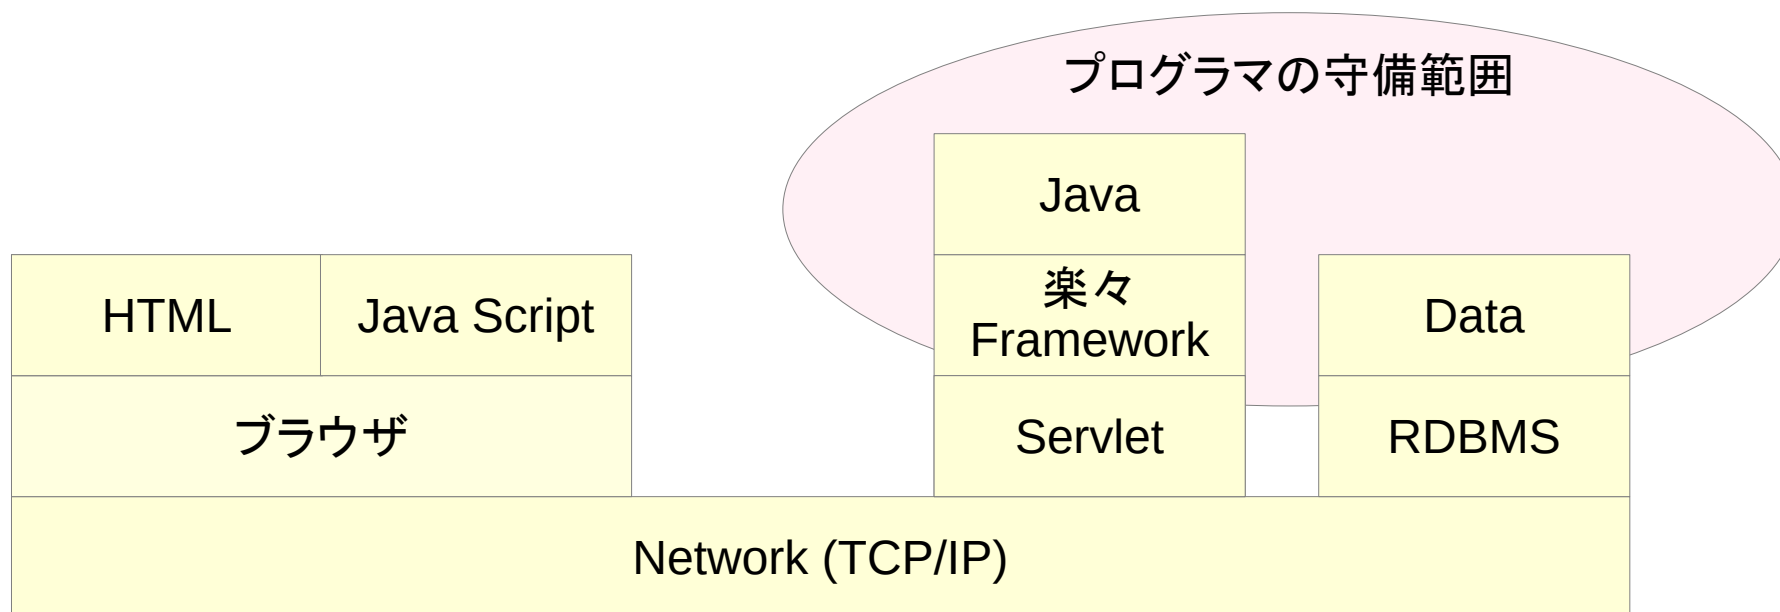 プログラマの守備範囲
Java
HTML
Java Script
楽々
Framework
Data
ブラウザ
Servlet
RDBMS
Network (TCP/IP)